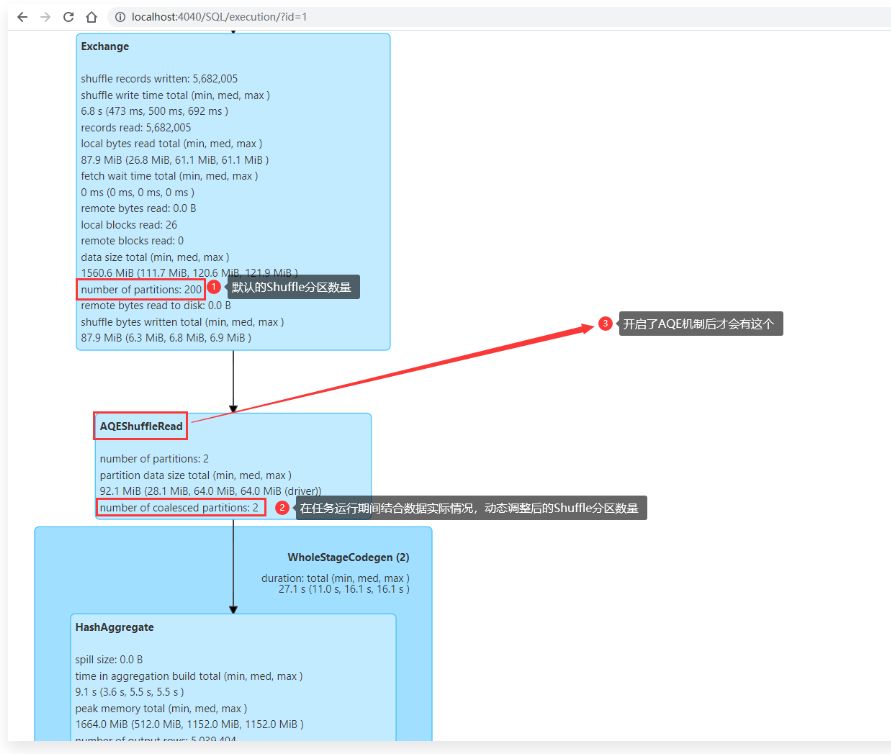 localhost:4040/SQL/execution/?id=1
Exchange
shuffle records written: 5,682,005
shuffle write time total (min, med, max )
6.8 s (473 ms, 500 ms, 692 ms )
records read: 5,682,005
local bytes read total (min, med, max )
87.9 MiB (26.8 MiB, 61.1 MiB, 61.1 MiB )
fetch wait time total (min, med, max )
0 ms (0 ms, 0 ms, 0 ms )
remote bytes read: 0.0 B
local blocks read: 26
remote blocks read: 0
data size total (min, med, max )
1560.6 MiB (111.7 MiB, 120.6 MiB, 121.9 MiB )
number of partitions: 200
1 默认的Shuffle分区数量
remote bytes read to disk: 0.0 B
shuffle bytes written total (min, med, max )
87.9 MiB (6.3 MiB, 6.8 MiB, 6.9 MiB )
3 开启了AQE机制后才会有这个
AQEShuffleRead
number of partitions: 2
partition data size total (min, med, max )
92.1 MiB (28.1 MiB, 64.0 MiB, 64.0 MiB (driver))
number of coalesced partitions: 2
2 在任务运行期间结合数据实际情况，动态调整后的Shuffle分区数量
WholeStageCodegen (2)
duration: total (min, med, max )
27.1 s (11.0 s, 16.1 s, 16.1 s )
HashAggregate
spill size: 0.0 B
time in aggregation build total (min, med, max )
9.1 s (3.6 s, 5.5 s, 5.5 s )
peak memory total (min, med, max )
1664.0 MiB (512.0 MiB, 1152.0 MiB, 1152.0 MiB )
number of output rows: 5,039,404